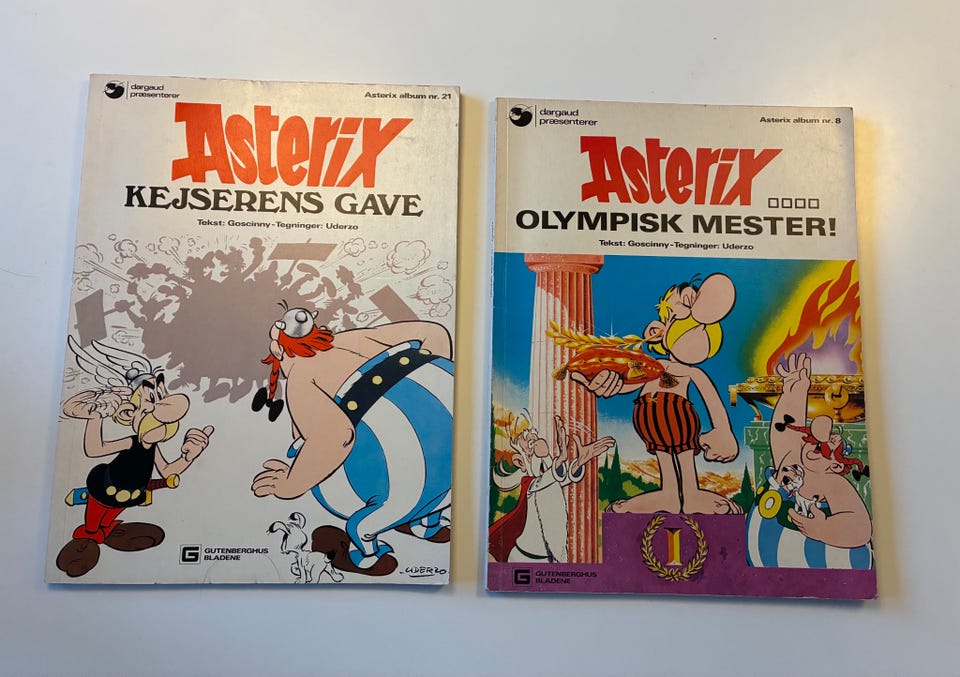 dargaud
præsenterer
Asterix album nr. 21
Asterix
KEJSERENS GAVE
Tekst: Goscinny-Tegninger: Uderzo
G GUTENBERGHUS
BLADENE
-UDERZO
dargaud
præsenterer
Asterix album nr. 8
Asterix ....
OLYMPISK MESTER!
Tekst: Goscinny-Tegninger: Uderzo
1
G GUTENBERGHUS
BLADENE